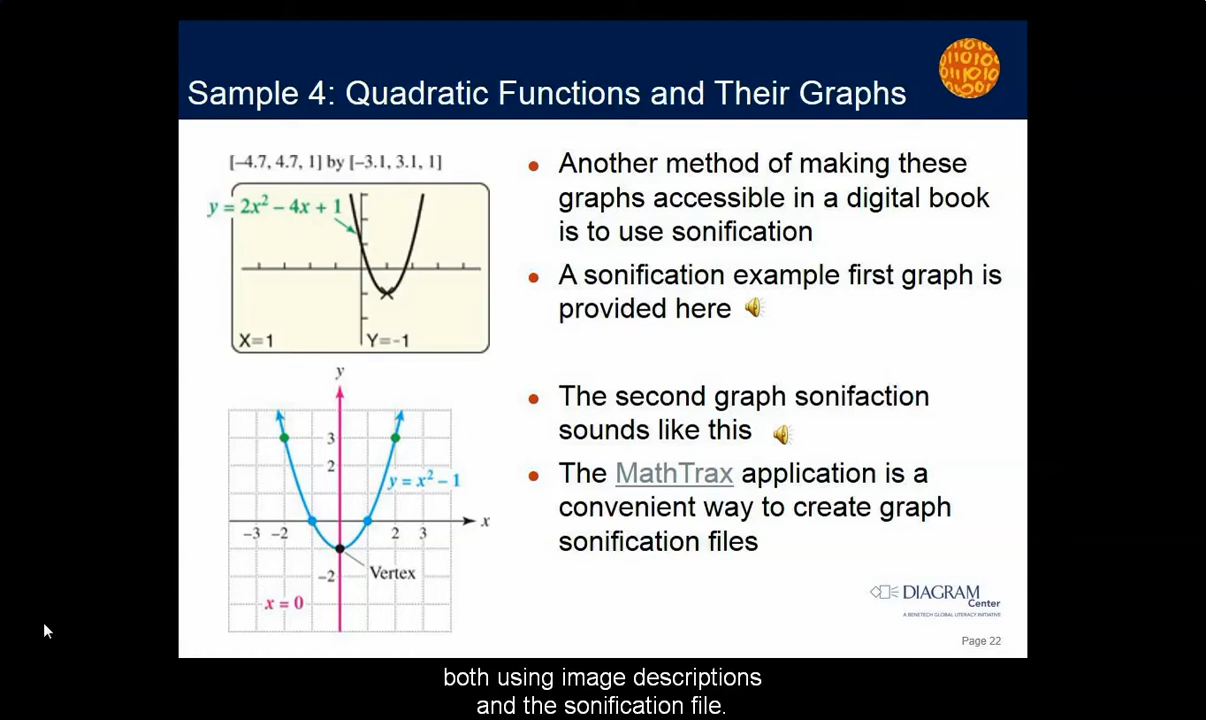 Sample 4: Quadratic Functions and Their Graphs
[–4.7, 4.7, 1] by [–3.1, 3.1, 1]
y = 2x² – 4x + 1
X=1 Y=-1
y
3
2
y = x² – 1
x
–3 –2 2 3
–2
Vertex
x = 0
• Another method of making these
graphs accessible in a digital book
is to use sonification
• A sonification example first graph is
provided here
• The second graph sonifaction
sounds like this
• The MathTrax application is a
convenient way to create graph
sonification files
DIAGRAM
Center
A BENETECH GLOBAL LITERACY INITIATIVE
Page 22
both using image descriptions
and the sonification file.